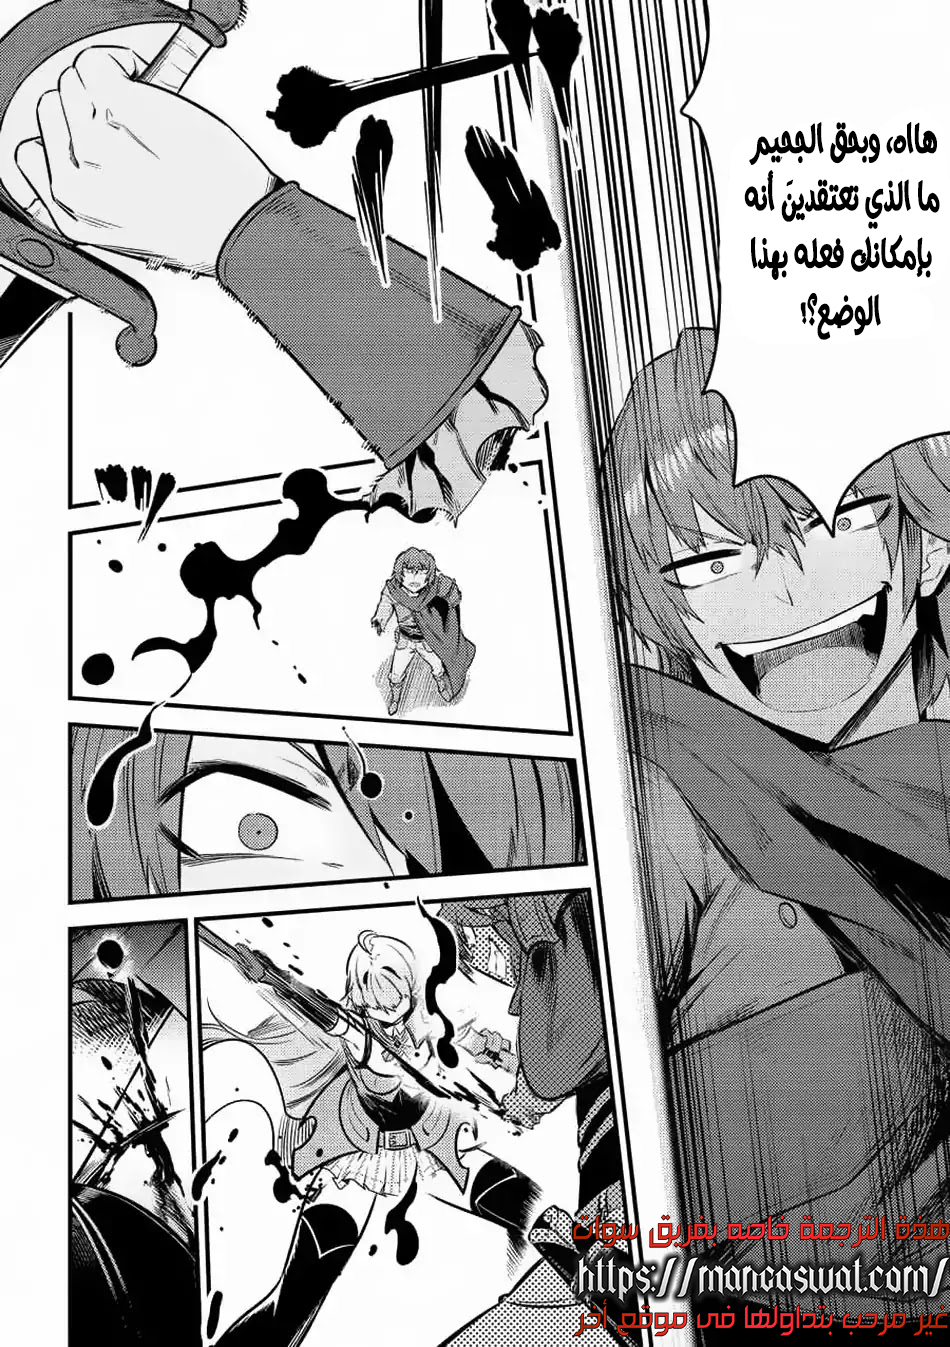 هااه، وبحق الجحيم
ما الذي تعتقدينَ أنه
بإمكانك فعله بهذا
الوضع؟!
هذة الترجمة خاصه بفريق سوات
https://mangaswat.com/
غير مرحب بتداولها في موقع أخر